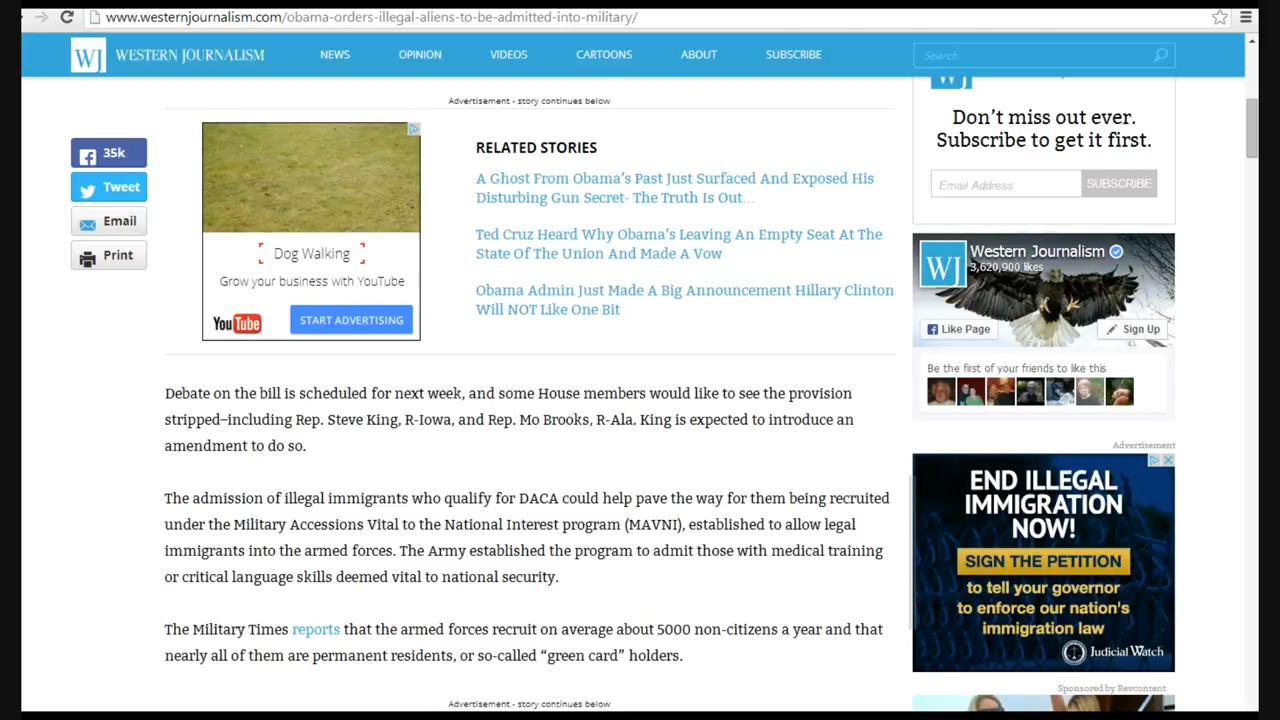 www.westernjournalism.com/obama-orders-illegal-aliens-to-be-admitted-into-military/
WJ WESTERN JOURNALISM NEWS OPINION VIDEOS CARTOONS ABOUT SUBSCRIBE Search
Advertisement - story continues below
35k
Tweet
Email
Print
Dog Walking
Grow your business with YouTube
YouTube START ADVERTISING
RELATED STORIES
A Ghost From Obama's Past Just Surfaced And Exposed His
Disturbing Gun Secret- The Truth Is Out...
Ted Cruz Heard Why Obama's Leaving An Empty Seat At The
State Of The Union And Made A Vow
Obama Admin Just Made A Big Announcement Hillary Clinton
Will NOT Like One Bit
Debate on the bill is scheduled for next week, and some House members would like to see the provision
stripped–including Rep. Steve King, R-Iowa, and Rep. Mo Brooks, R-Ala. King is expected to introduce an
amendment to do so.
The admission of illegal immigrants who qualify for DACA could help pave the way for them being recruited
under the Military Accessions Vital to the National Interest program (MAVNI), established to allow legal
immigrants into the armed forces. The Army established the program to admit those with medical training
or critical language skills deemed vital to national security.
The Military Times reports that the armed forces recruit on average about 5000 non-citizens a year and that
nearly all of them are permanent residents, or so-called “green card” holders.
Advertisement - story continues below
Don't miss out ever.
Subscribe to get it first.
Email Address SUBSCRIBE
WJ Western Journalism
3,620,900 likes
Like Page Sign Up
Be the first of your friends to like this
Advertisement
END ILLEGAL
IMMIGRATION
NOW!
SIGN THE PETITION
to tell your governor
to enforce our nation's
immigration law
Judicial Watch
Sponsored by Revcontent